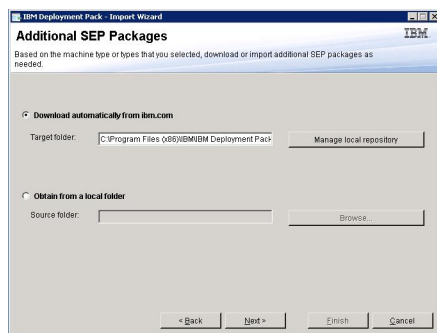 IBM Deployment Pack - Import Wizard
Additional SEP Packages
IBM
Based on the machine type or types that you selected, download or import additional SEP packages as
needed.
Download automatically from ibm.com
Target folder: C:\Program Files (x86)\IBM\IBM Deployment Pack Manage local repository
Obtain from a local folder
Source folder: Browse...
< Back Next > Finish Cancel